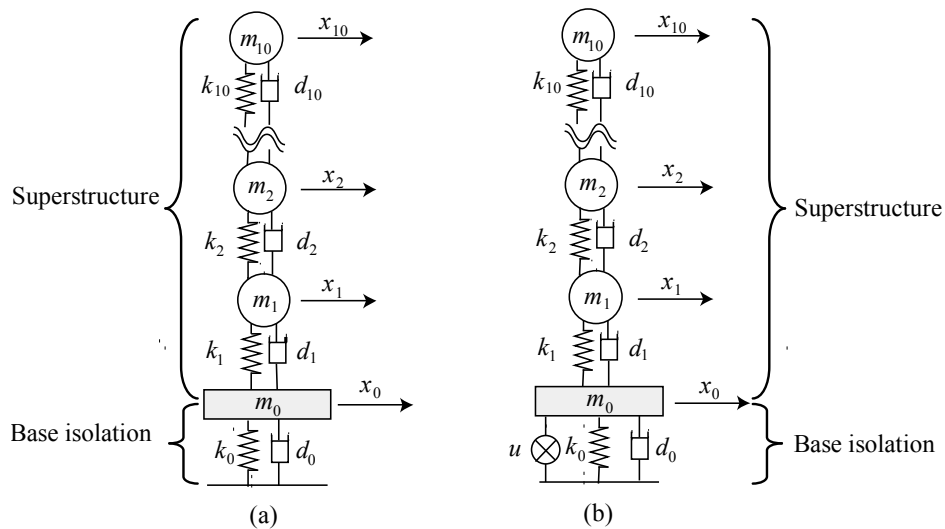 m₁₀ x₁₀
k₁₀ d₁₀
m₂ x₂
Superstructure
k₂ d₂
m₁ x₁
k₁ d₁
m₀ x₀
Base isolation
k₀ d₀
(a)
m₁₀ x₁₀
k₁₀ d₁₀
m₂ x₂
Superstructure
k₂ d₂
m₁ x₁
k₁ d₁
m₀ x₀
u k₀ d₀
Base isolation
(b)